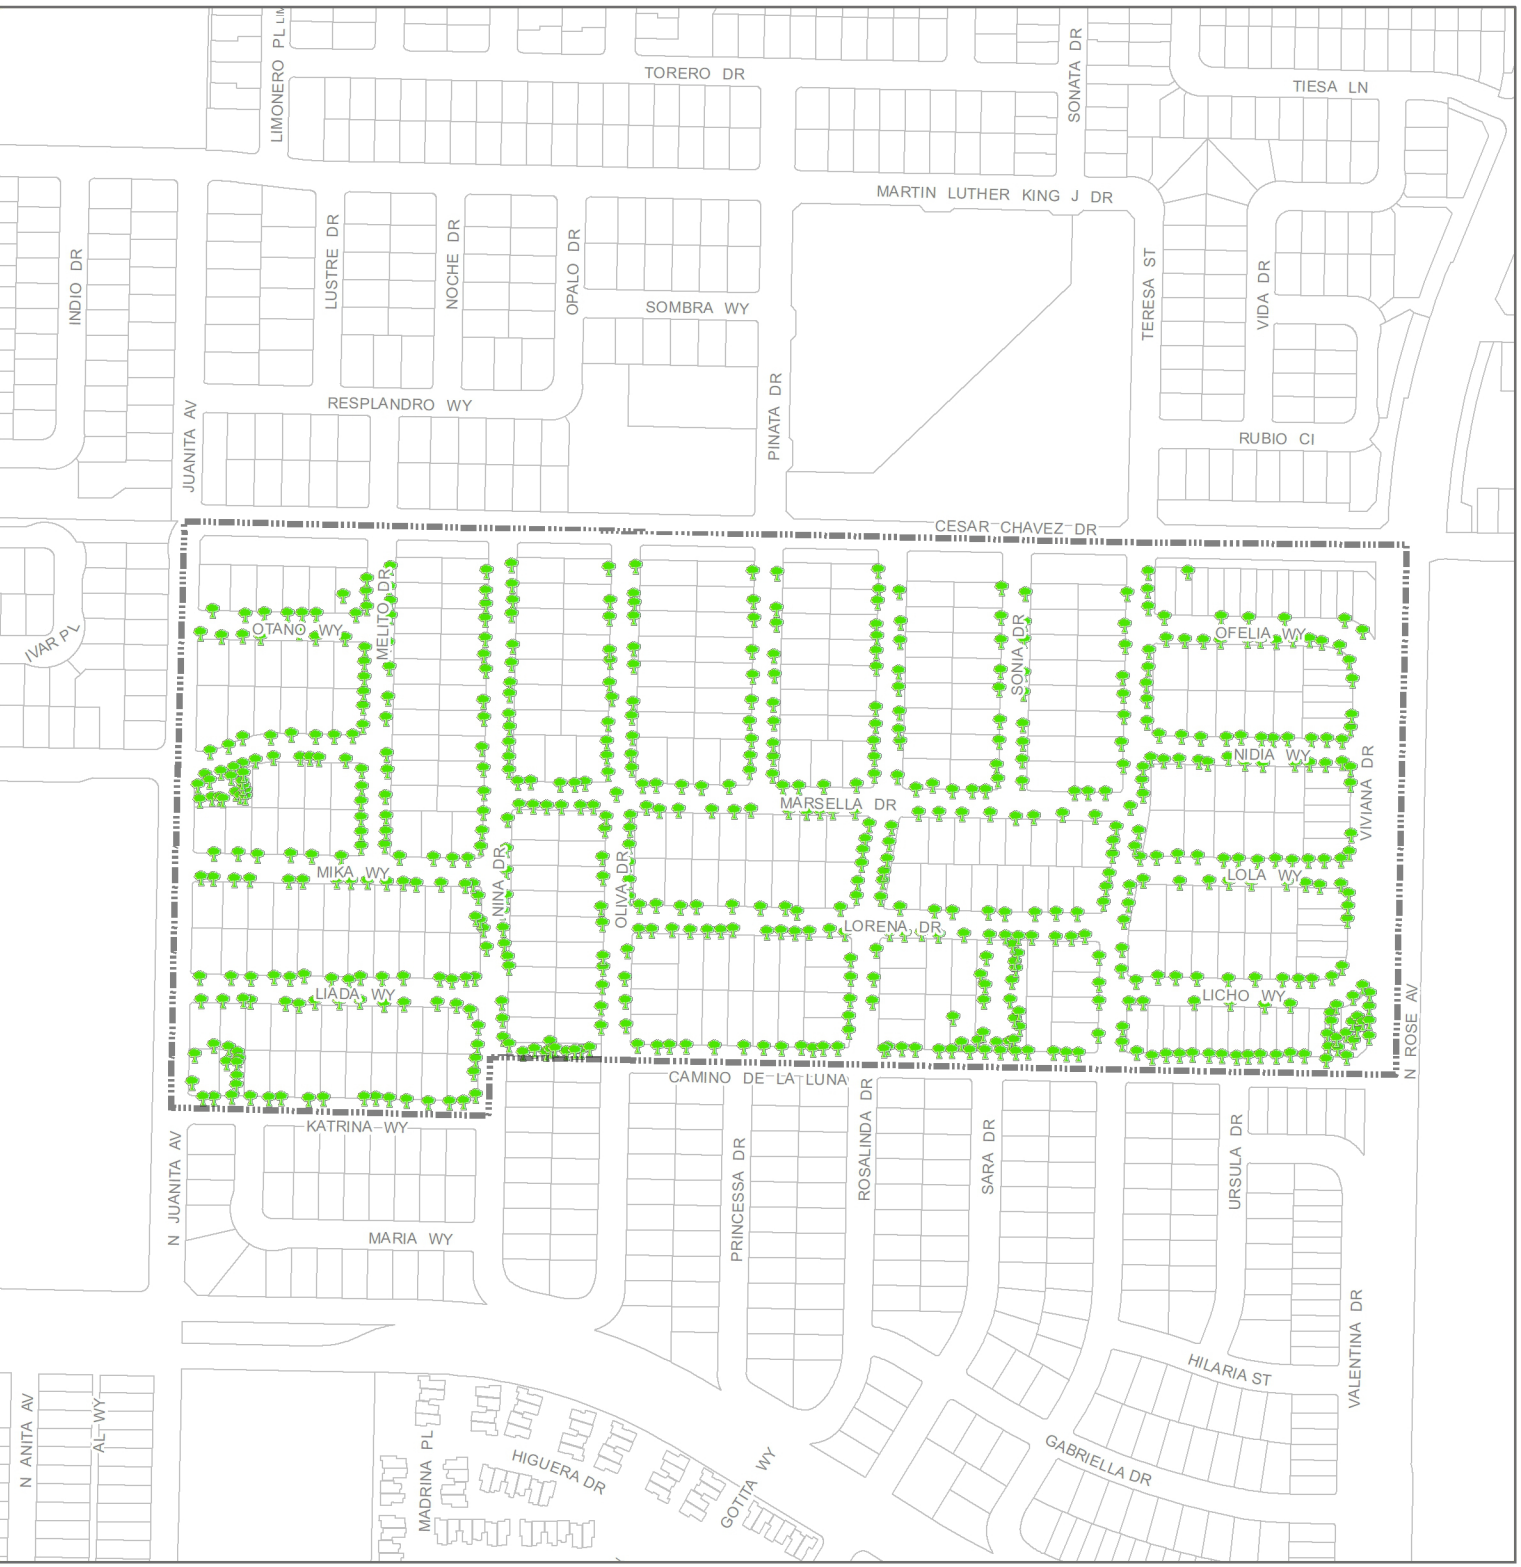 LIMONERO PL
LIM
TORERO DR
SONATA DR
TIESA LN
MARTIN LUTHER KING J DR
INDIO DR
LUSTRE DR
NOCHE DR
OPALO DR
SOMBRA WY
TERESA ST
VIDA DR
JUANITA AV
RESPLANDRO WY
PINATA DR
RUBIO CI
CESAR CHAVEZ DR
IVAR PL
OTANO WY
MELITO DR
SONIA DR
OFELIA WY
NIDIA WY
VIVIANA DR
MARSELLA DR
MIKA WY
NINA DR
OLIVA DR
LOLA WY
LORENA DR
LIADA WY
LICHO WY
N ROSE AV
CAMINO DE LA LUNA
KATRINA WY
N JUANITA AV
PRINCESSA DR
ROSALINDA DR
SARA DR
URSULA DR
MARIA WY
VALENTINA DR
HILARIA ST
N ANITA AV
AL WY
MADRINA PL
HIGUERA DR
GOTITA WY
GABRIELLA DR